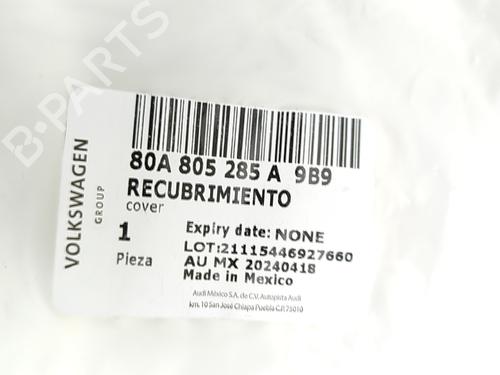 B-PARTS
VOLKSWAGEN
GROUP
80A 805 285 A 9B9
RECUBRIMIENTO
cover
1
Pieza
Expiry date: NONE
LOT:21115446927660
AU MX 20240418
Made in Mexico
Audi México S.A. de C.V. Autopista Audi
km. 10 San José Chiapa Puebla C.P. 75010